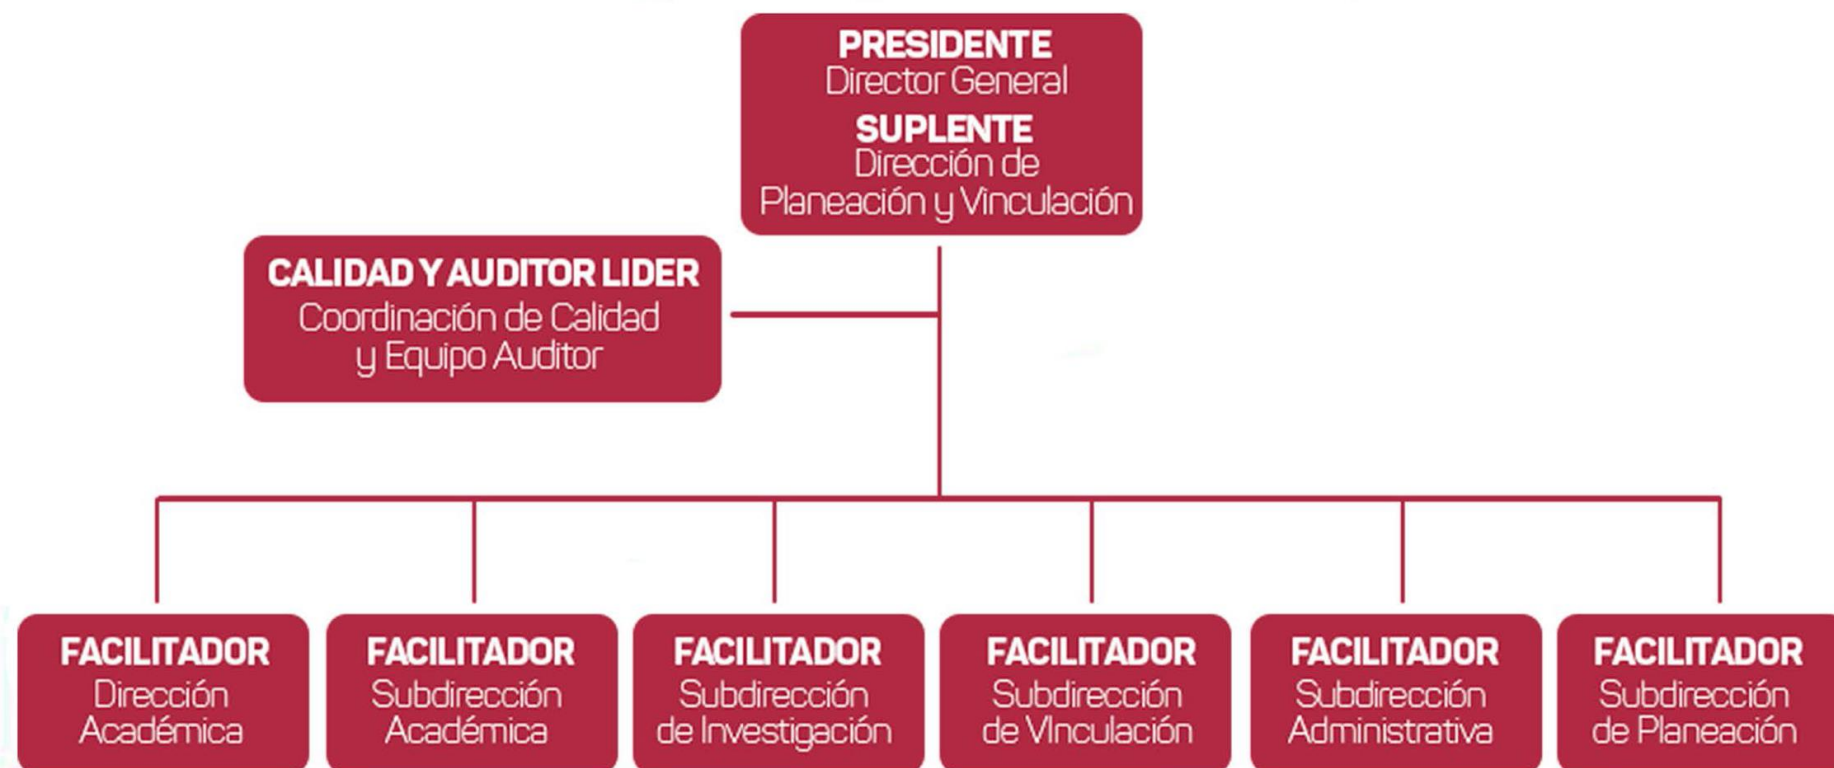 PRESIDENTE
Director General
SUPLENTE
Dirección de
Planeación y Vinculación
CALIDAD Y AUDITOR LIDER
Coordinación de Calidad
y Equipo Auditor
FACILITADOR
Dirección
Académica
FACILITADOR
Subdirección
Académica
FACILITADOR
Subdirección
de Investigación
FACILITADOR
Subdirección
de VInculación
FACILITADOR
Subdirección
Administrativa
FACILITADOR
Subdirección
de Planeación